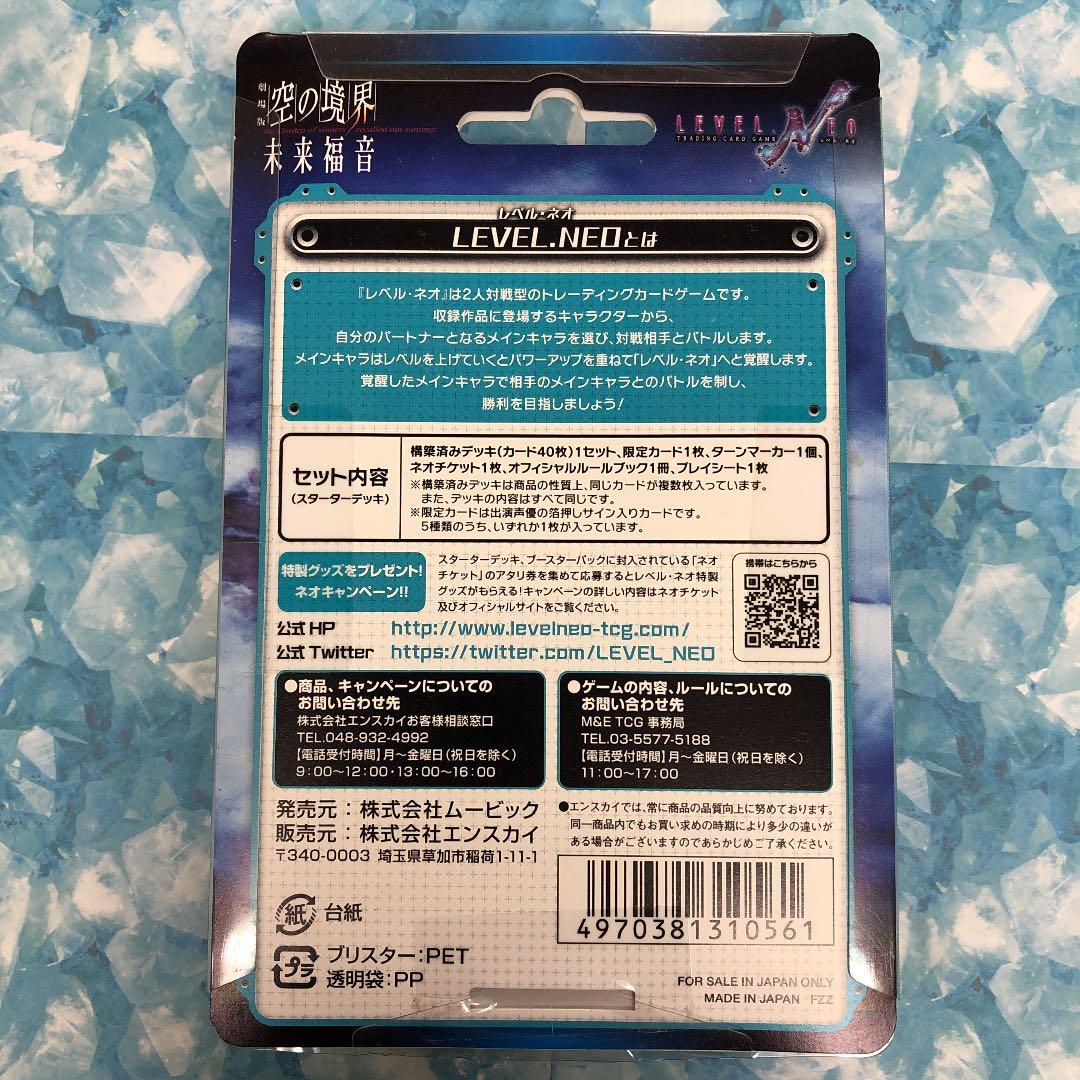 劇場版 空の境界
the Garden of sinners / recalled out summer
未来福音
LEVEL NEO
TRADING CARD GAME レベル・ネオ
レベル・ネオ
LEVEL.NEOとは
『レベル・ネオ』は2人対戦型のトレーディングカードゲームです。
収録作品に登場するキャラクターから、
自分のパートナーとなるメインキャラを選び、対戦相手とバトルします。
メインキャラはレベルを上げていくとパワーアップを重ねて「レベル・ネオ」へと覚醒します。
覚醒したメインキャラで相手のメインキャラとのバトルを制し、
勝利を目指しましょう!
セット内容
(スターターデッキ)
構築済みデッキ(カード40枚)1セット、限定カード1枚、ターンマーカー1個、
ネオチケット1枚、オフィシャルルールブック1冊、プレイシート1枚
※構築済みデッキは商品の性質上、同じカードが複数枚入っています。
また、デッキの内容はすべて同じです。
※限定カードは出演声優の箔押しサイン入りカードです。
5種類のうち、いずれか1枚が入っています。
特製グッズをプレゼント!
ネオキャンペーン!!
スターターデッキ、ブースターパックに封入されている「ネオ
チケット」のアタリ券を集めて応募するとレベル・ネオ特製
グッズがもらえる!キャンペーンの詳しい内容はネオチケット
及びオフィシャルサイトをご覧ください。
携帯はこちらから
公式HP http://www.levelneo-tcg.com/
公式Twitter https://twitter.com/LEVEL_NEO
●商品、キャンペーンについての
お問い合わせ先
株式会社エンスカイお客様相談窓口
TEL.048-932-4992
【電話受付時間】月～金曜日(祝日を除く)
9:00～12:00・13:00～16:00
●ゲームの内容、ルールについての
お問い合わせ先
M&E TCG 事務局
TEL.03-5577-5188
【電話受付時間】月～金曜日(祝日を除く)
11:00～17:00
発売元:株式会社ムービック
販売元:株式会社エンスカイ
〒340-0003 埼玉県草加市稲荷1-11-1
●エンスカイでは、常に商品の品質向上に努めております。
同一商品内でもお買い求めの時期により多少の違いが
ある場合がございますのであらかじめご了承ください。
4970381310561
紙 台紙
プラ ブリスター:PET
透明袋:PP
FOR SALE IN JAPAN ONLY
MADE IN JAPAN FZZ